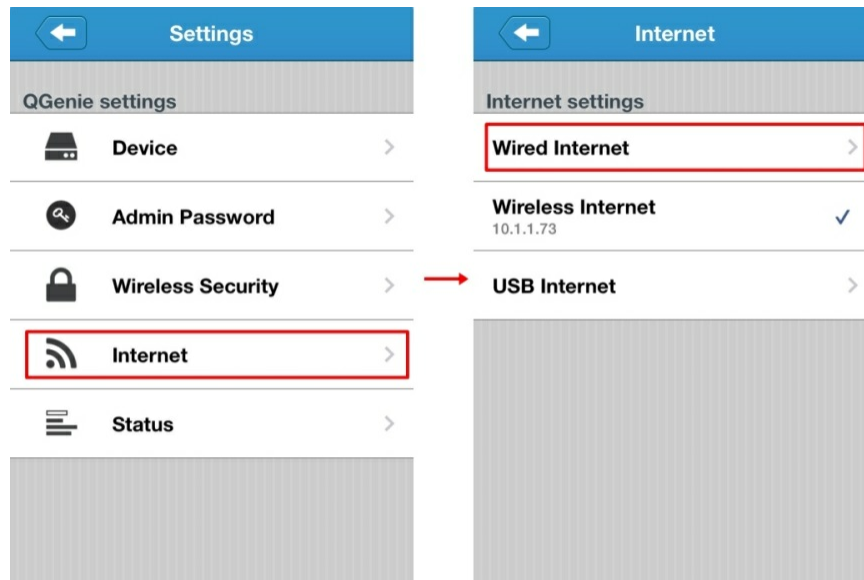 Settings
QGenie settings
Device
Admin Password
Wireless Security
Internet
Status
Internet
Internet settings
Wired Internet
Wireless Internet
10.1.1.73
USB Internet